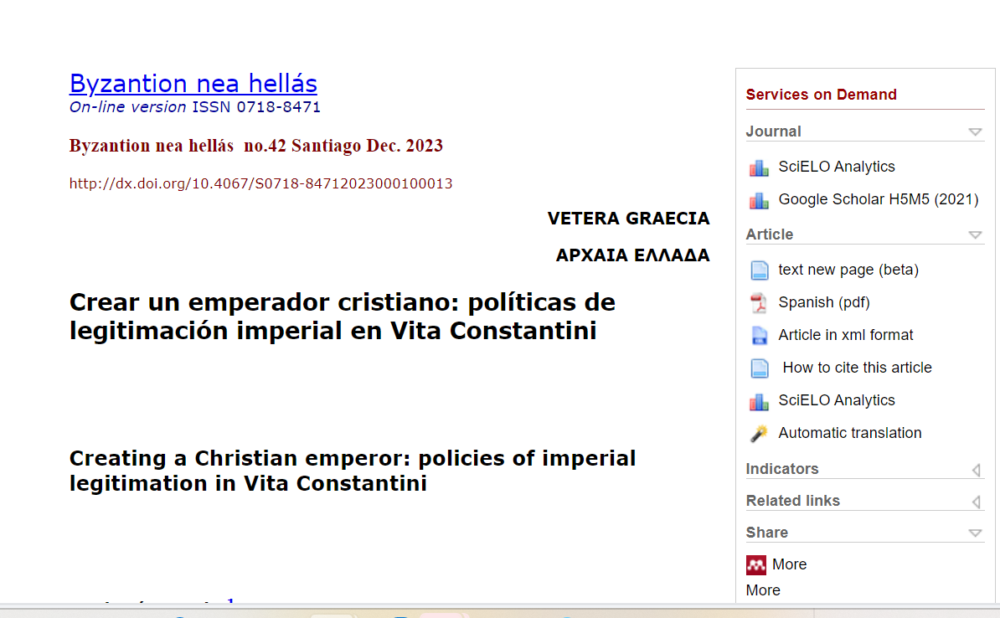 Byzantion nea hellás
On-line version ISSN 0718-8471
Byzantion nea hellás no.42 Santiago Dec. 2023
http://dx.doi.org/10.4067/S0718-84712023000100013
VETERA GRAECIA
ΑΡΧΑΙΑ ΕΛΛΑΔΑ
Crear un emperador cristiano: políticas de
legitimación imperial en Vita Constantini
Creating a Christian emperor: policies of imperial
legitimation in Vita Constantini
Services on Demand
Journal
SciELO Analytics
Google Scholar H5M5 (2021)
Article
text new page (beta)
Spanish (pdf)
Article in xml format
How to cite this article
SciELO Analytics
Automatic translation
Indicators
Related links
Share
More
More